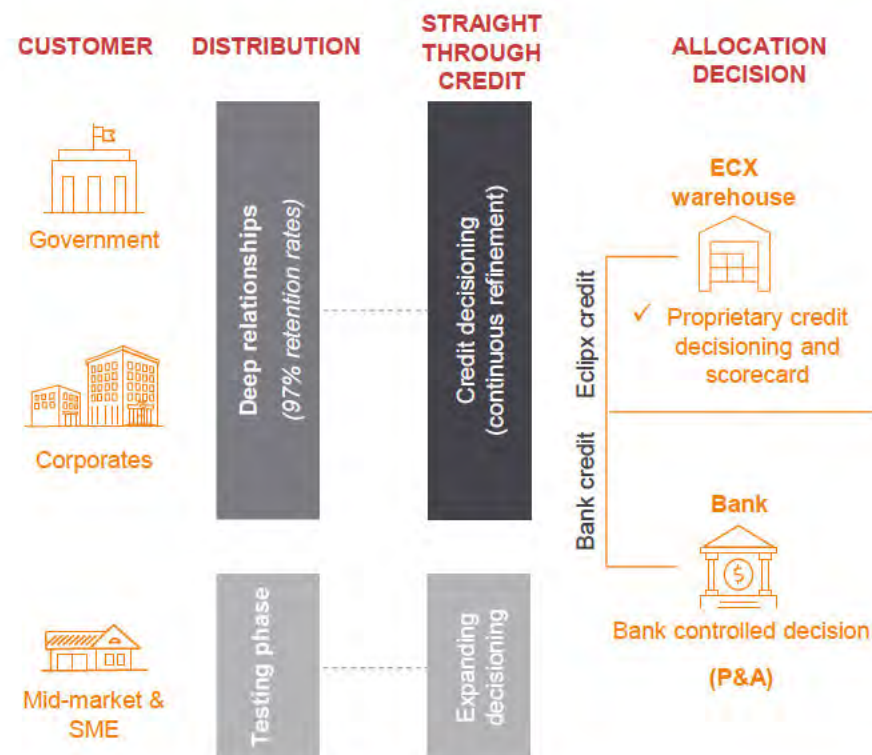 CUSTOMER
DISTRIBUTION
STRAIGHT
THROUGH
CREDIT
ALLOCATION
DECISION
Government
Corporates
Deep relationships
(97% retention rates)
Credit decisioning
(continuous refinement)
Eclipx credit
Bank credit
ECX
warehouse
✓ Proprietary credit
decisioning and
scorecard
Bank
$
Bank controlled decision
(P&A)
Mid-market &
SME
Testing phase
Expanding
decisioning